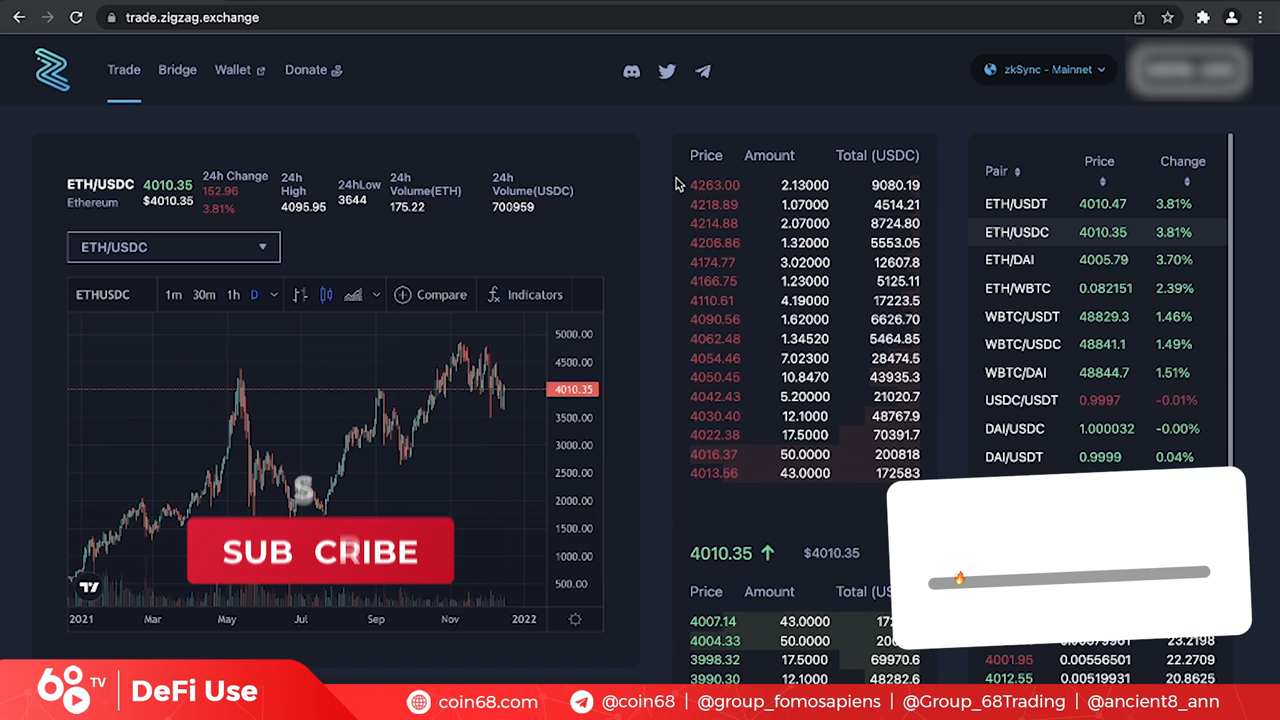 trade.zigzag.exchange
Trade Bridge Wallet Donate
zkSync - Mainnet
ETH/USDC 4010.35 24h Change 24h High 24hLow 24h Volume(ETH) 24h Volume(USDC)
Ethereum $4010.35 152.96 3.81% 4095.95 3644 175.22 700959
ETH/USDC
ETHUSDC 1m 30m 1h D Compare Indicators
5000.00
4500.00
4010.35
3500.00
3000.00
2500.00
2000.00
1500.00
1000.00
500.00
2021 Mar May Jul Sep Nov 2022
S
SUB CRIBE
Price Amount Total (USDC)
4263.00 2.13000 9080.19
4218.89 1.07000 4514.21
4214.88 2.07000 8724.80
4206.86 1.32000 5553.05
4174.77 3.02000 12607.8
4166.75 1.23000 5125.11
4110.61 4.19000 17223.5
4090.56 1.62000 6626.70
4062.48 1.34520 5464.85
4054.46 7.02300 28474.5
4050.45 10.8470 43935.3
4042.43 5.20000 21020.7
4030.40 12.1000 48767.9
4022.38 17.5000 70391.7
4016.37 50.0000 200818
4013.56 43.0000 172583
4010.35 $4010.35
Price Amount
4007.14 43.0000
4004.33 50.0000
3998.32 17.5000 69970.6
3990.30 12.1000 48282.6
Pair Price Change
ETH/USDT 4010.47 3.81%
ETH/USDC 4010.35 3.81%
ETH/DAI 4005.79 3.70%
ETH/WBTC 0.082151 2.39%
WBTC/USDT 48829.3 1.46%
WBTC/USDC 48841.1 1.49%
WBTC/DAI 48844.7 1.51%
USDC/USDT 0.9997 -0.01%
DAI/USDC 1.000032 -0.00%
DAI/USDT 0.9999 0.04%
4001.95 0.00556501 22.2709
4012.55 0.00519931 20.8625
68 TV DeFi Use
coin68.com @coin68 | @group_fomosapiens | @Group_68Trading | @ancient8_ann